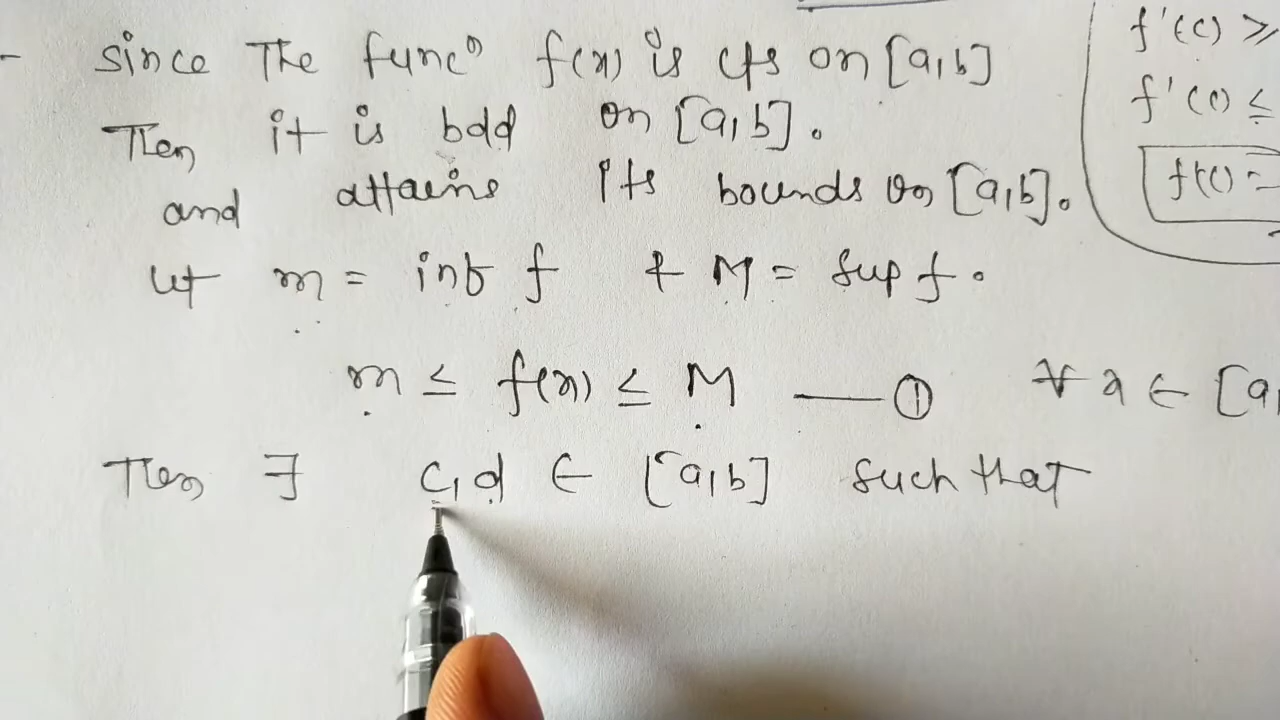 - since The funcⁿ f(x) is cts on [a,b]
Then it is bdd on [a,b].
and attains its bounds on [a,b].
let m = inf f & M = sup f.
m ≤ f(x) ≤ M — ① ∀ x ∈ [a,
Then ∃ c,d ∈ [a,b] such that
f'(c) ≥
f'(c) ≤
f'(c) =